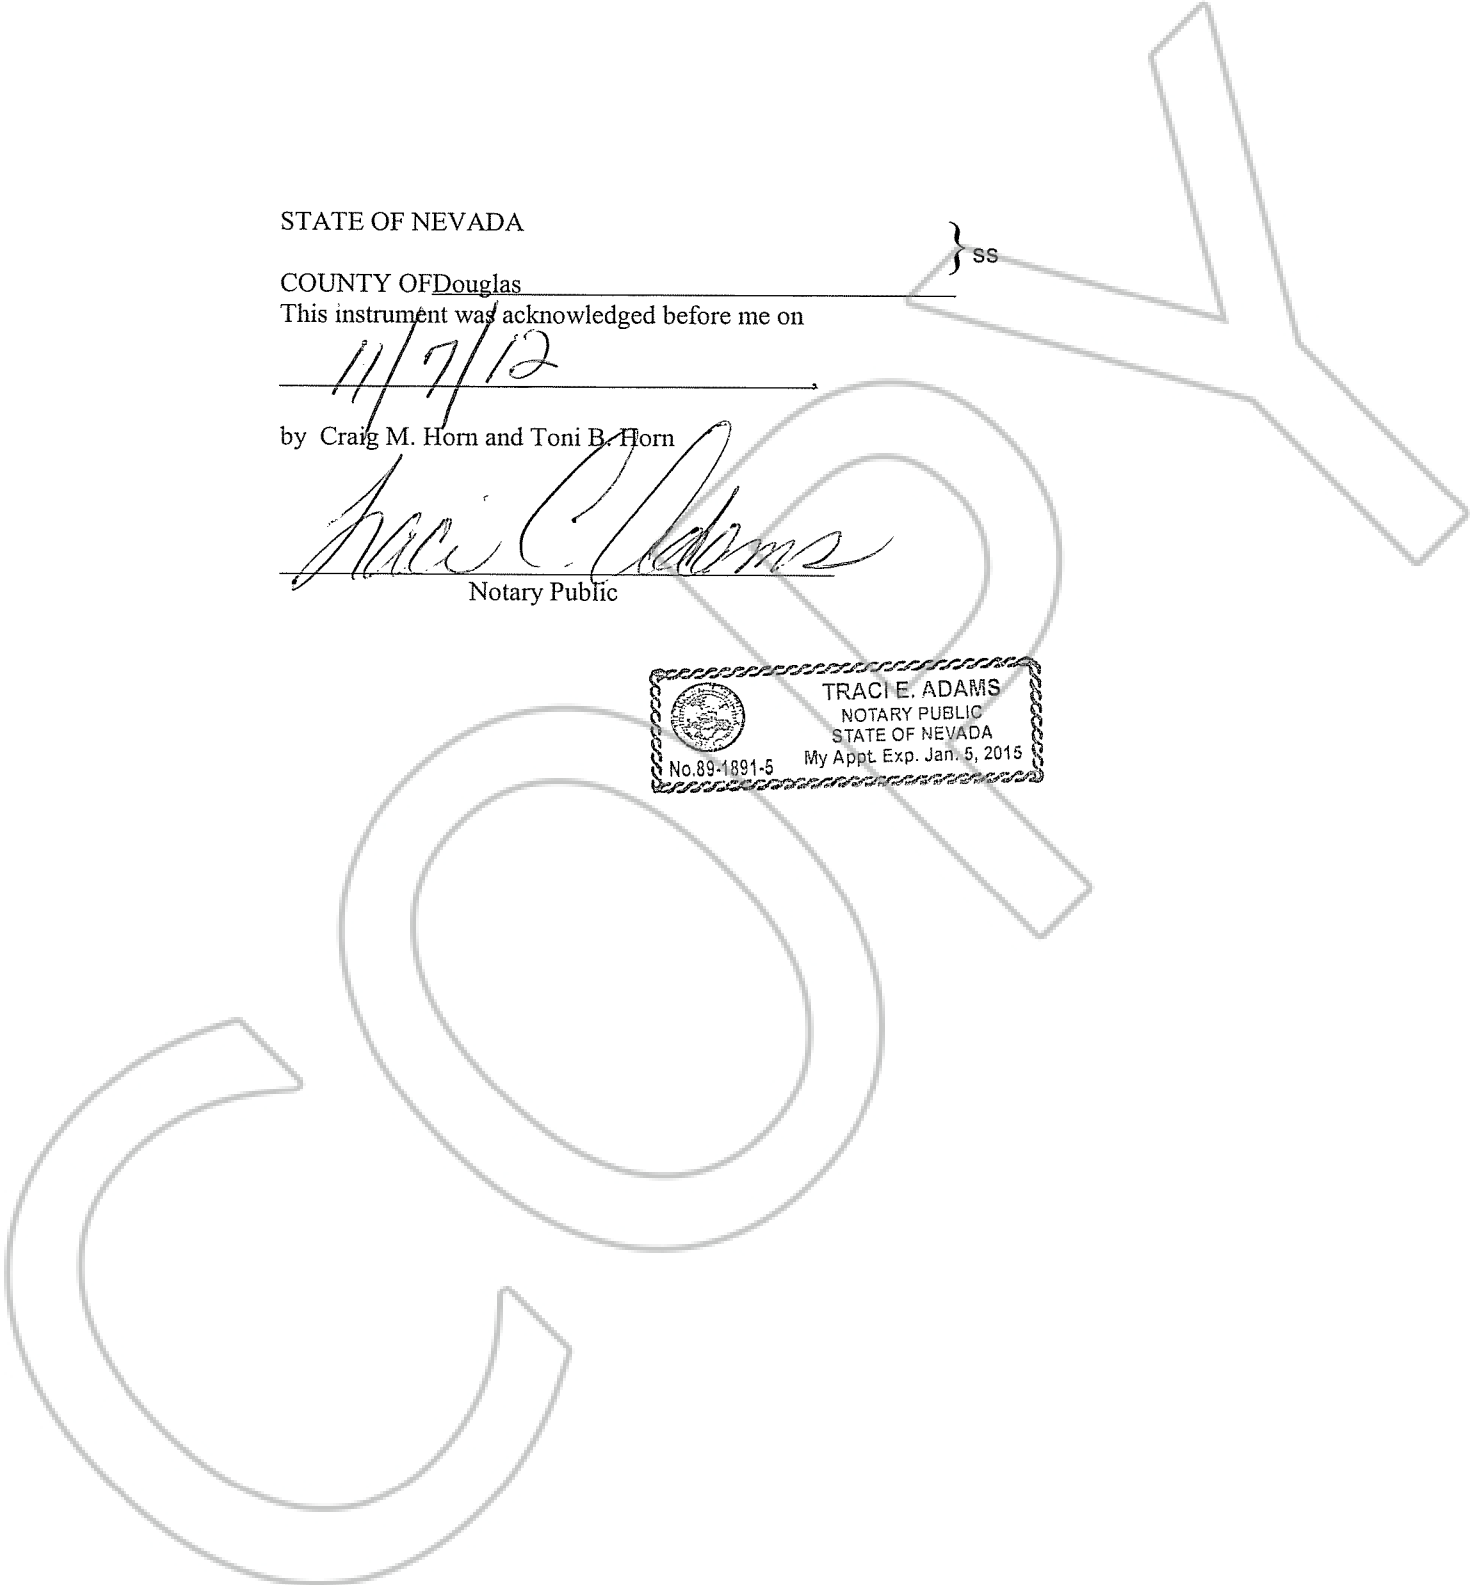 STATE OF NEVADA
} ss
COUNTY OFDouglas
This instrument was acknowledged before me on
11/7/12
by Craig M. Horn and Toni B. Horn
Traci E. Adams
Notary Public
TRACI E. ADAMS
NOTARY PUBLIC
STATE OF NEVADA
No.89-1891-5 My Appt. Exp. Jan. 5, 2015
COPY